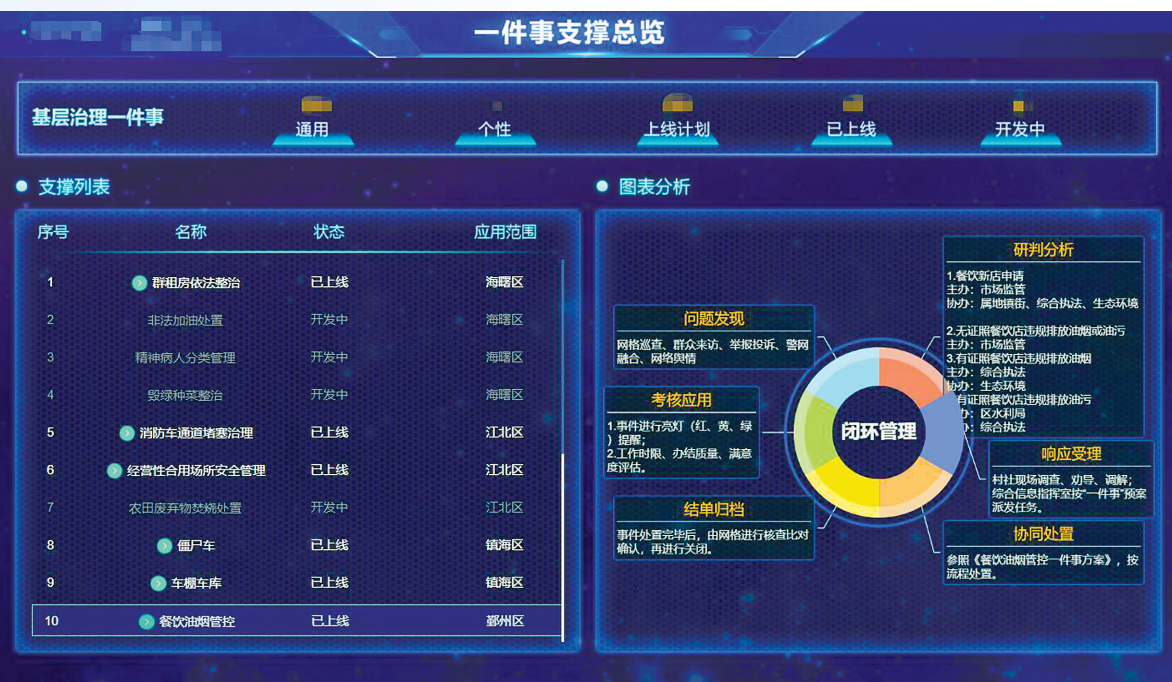 一件事支撑总览
基层治理一件事
通用
个性
上线计划
已上线
开发中
支撑列表
序号 名称 状态 应用范围
1 群租房依法整治 已上线 海曙区
2 非法加油处置 开发中 海曙区
3 精神病人分类管理 开发中 海曙区
4 毁绿种菜整治 开发中 海曙区
5 消防车通道堵塞治理 已上线 江北区
6 经营性合用场所安全管理 已上线 江北区
7 农田废弃物焚烧处置 开发中 江北区
8 僵尸车 已上线 镇海区
9 车棚车库 已上线 镇海区
10 餐饮油烟管控 已上线 鄞州区
图表分析
闭环管理
问题发现
网格巡查、群众来访、举报投诉、警网
融合、网络舆情
考核应用
1.事件进行亮灯（红、黄、绿
）提醒；
2.工作时限、办结质量、满意
度评估。
结单归档
事件处置完毕后，由网格进行核查比对
确认，再进行关闭。
研判分析
1.餐饮新店申请
主办：市场监管
协办：属地镇街、综合执法、生态环境
2.无证照餐饮店违规排放油烟或油污
主办：市场监管
3.有证照餐饮店违规排放油烟
主办：综合执法
协办：生态环境
有证照餐饮店违规排放油污
办：区水利局
办：综合执法
响应受理
村社现场调查、劝导、调解；
综合信息指挥室按“一件事”预案
派发任务。
协同处置
参照《餐饮油烟管控一件事方案》，按
流程处置。